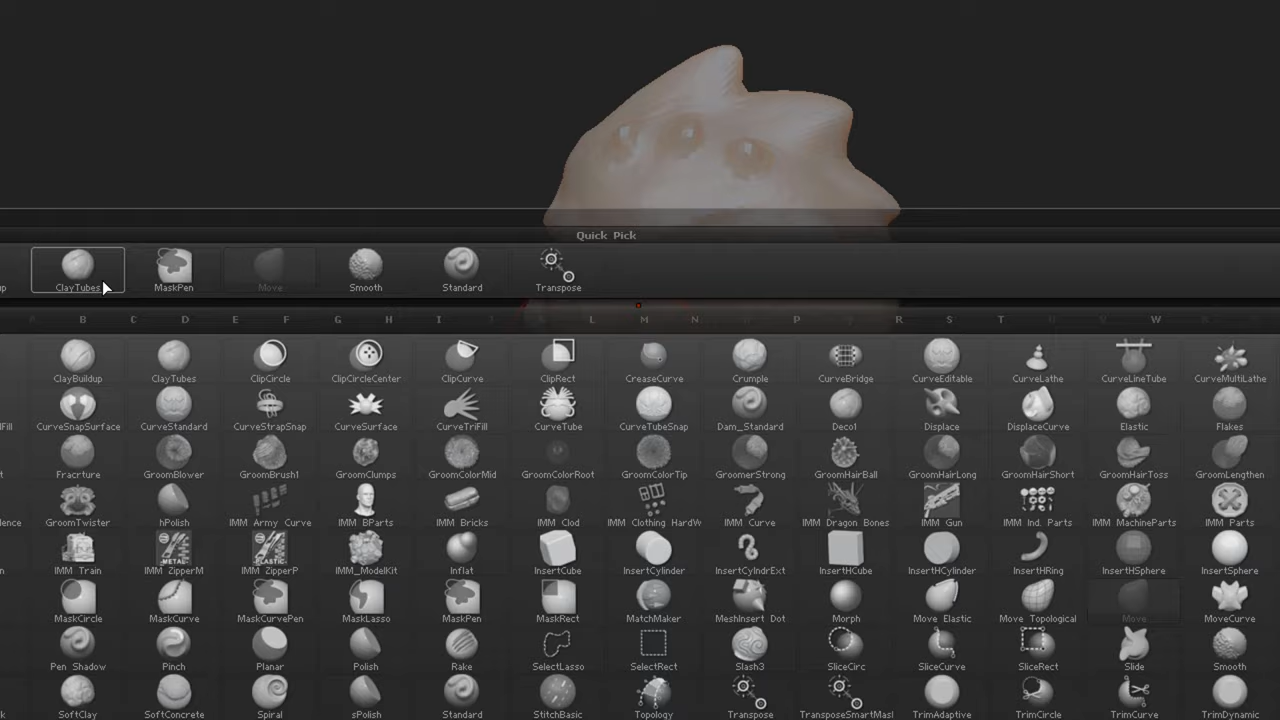 Quick Pick
up ClayTubes MaskPen Move Smooth Standard Transpose
B C D E F G H I L M N P R S T W
ClayBuildup ClayTubes ClipCircle ClipCircleCenter ClipCurve ClipRect CreaseCurve Crumple CurveBridge CurveEditable CurveLathe CurveLineTube CurveMultiLathe
Fill CurveSnapSurface CurveStandard CurveStrapSnap CurveSurface CurveTriFill CurveTube CurveTubeSnap Dam_Standard Deco1 Displace DisplaceCurve Elastic Flakes
t Fracrture GroomBlower GroomBrush1 GroomClumps GroomColorMid GroomColorRoot GroomColorTip GroomerStrong GroomHairBall GroomHairLong GroomHairShort GroomHairToss GroomLengthen
lence GroomTwister hPolish IMM Army Curve IMM BParts IMM Bricks IMM Clod IMM Clothing HardW IMM Curve IMM Dragon Bones IMM Gun IMM Ind. Parts IMM MachineParts IMM Parts
n IMM Train IMM ZipperM IMM ZipperP IMM_ModelKit Inflat InsertCube InsertCylinder InsertCylndrExt InsertHCube InsertHCylinder InsertHRing InsertHSphere InsertSphere
MaskCircle MaskCurve MaskCurvePen MaskLasso MaskPen MaskRect MatchMaker MeshInsert Dot Morph Move Elastic Move Topological Move MoveCurve
Pen Shadow Pinch Planar Polish Rake SelectLasso SelectRect Slash3 SliceCirc SliceCurve SliceRect Slide Smooth
k SoftClay SoftConcrete Spiral sPolish Standard StitchBasic Topology Transpose TransposeSmartMask TrimAdaptive TrimCircle TrimCurve TrimDynamic